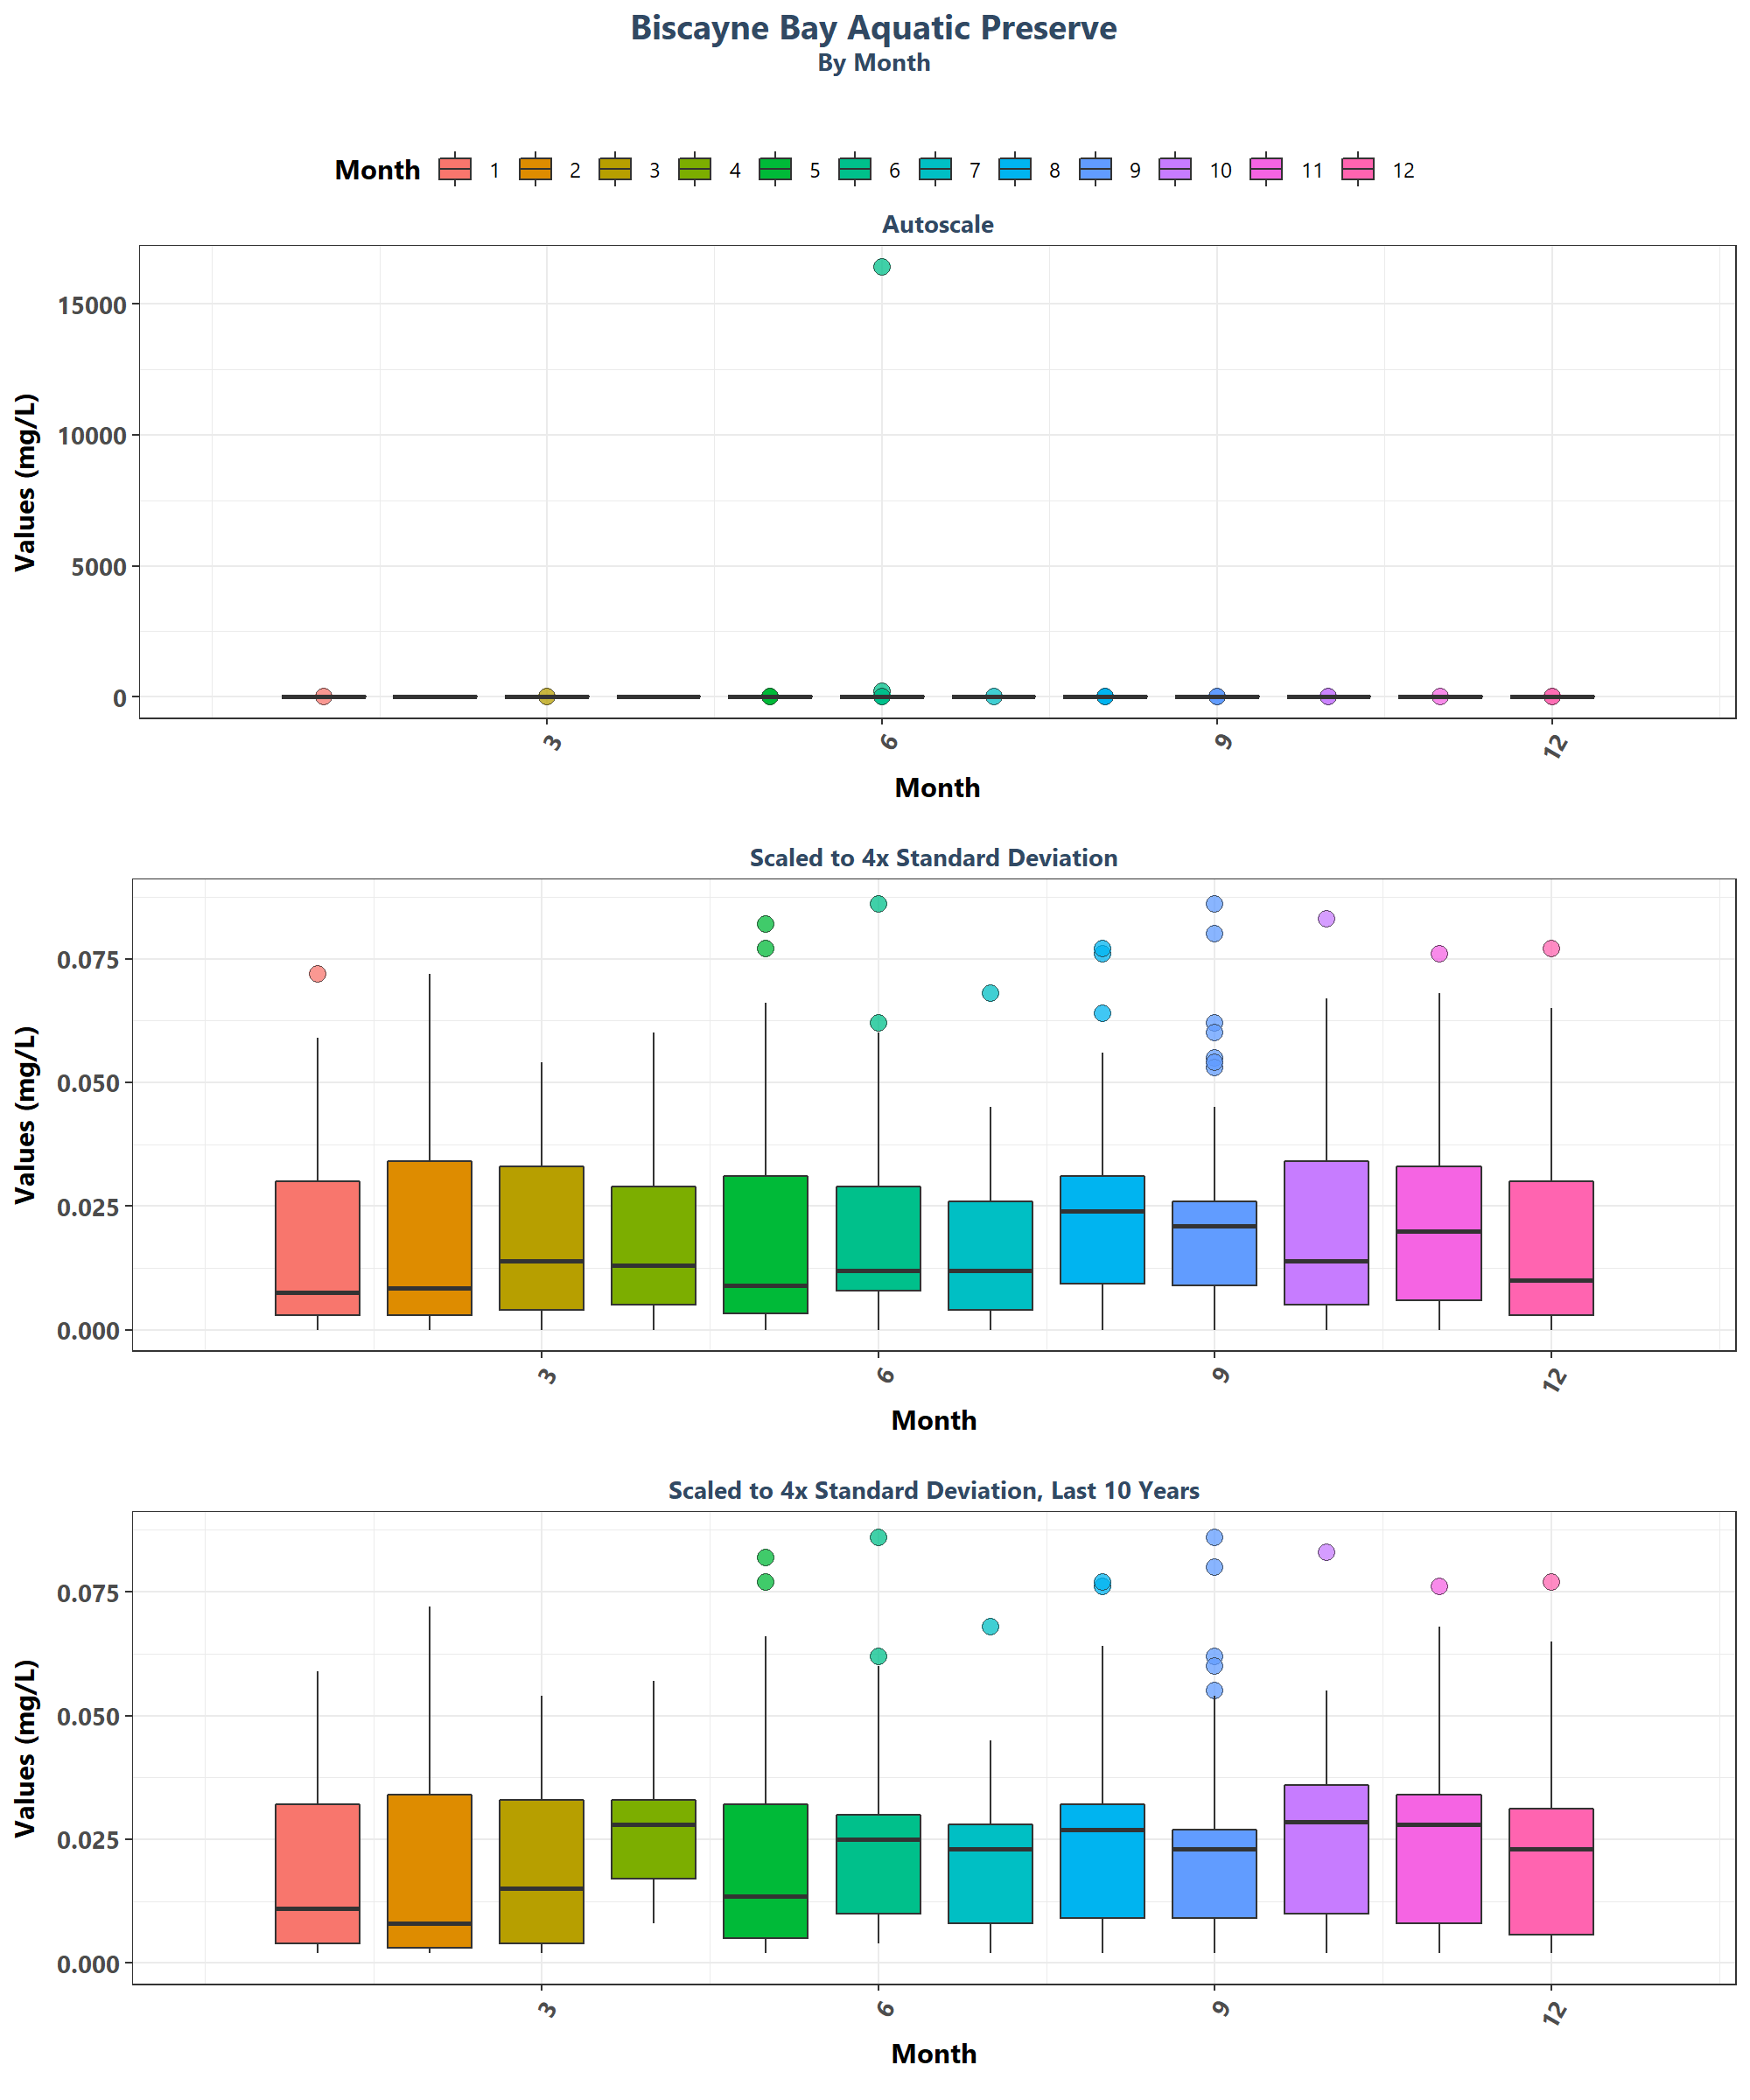 Biscayne Bay Aquatic Preserve
By Month
Month 1 2 3 4 5 6 7 8 9 10 11 12
Autoscale
Values (mg/L)
15000
10000
5000
0
3 6 9 12
Month
Scaled to 4x Standard Deviation
Values (mg/L)
0.075
0.050
0.025
0.000
3 6 9 12
Month
Scaled to 4x Standard Deviation, Last 10 Years
Values (mg/L)
0.075
0.050
0.025
0.000
3 6 9 12
Month